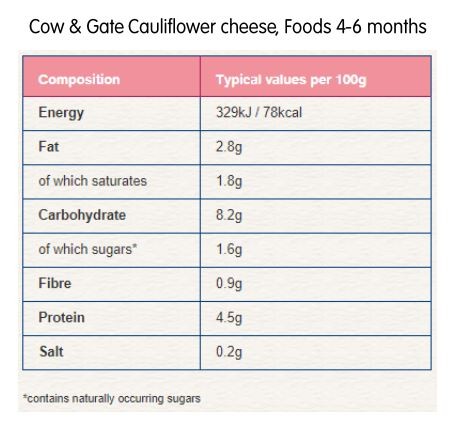 Cow & Gate Cauliflower cheese, Foods 4-6 months
Composition Typical values per 100g
Energy 329kJ / 78kcal
Fat 2.8g
of which saturates 1.8g
Carbohydrate 8.2g
of which sugars* 1.6g
Fibre 0.9g
Protein 4.5g
Salt 0.2g
*contains naturally occurring sugars